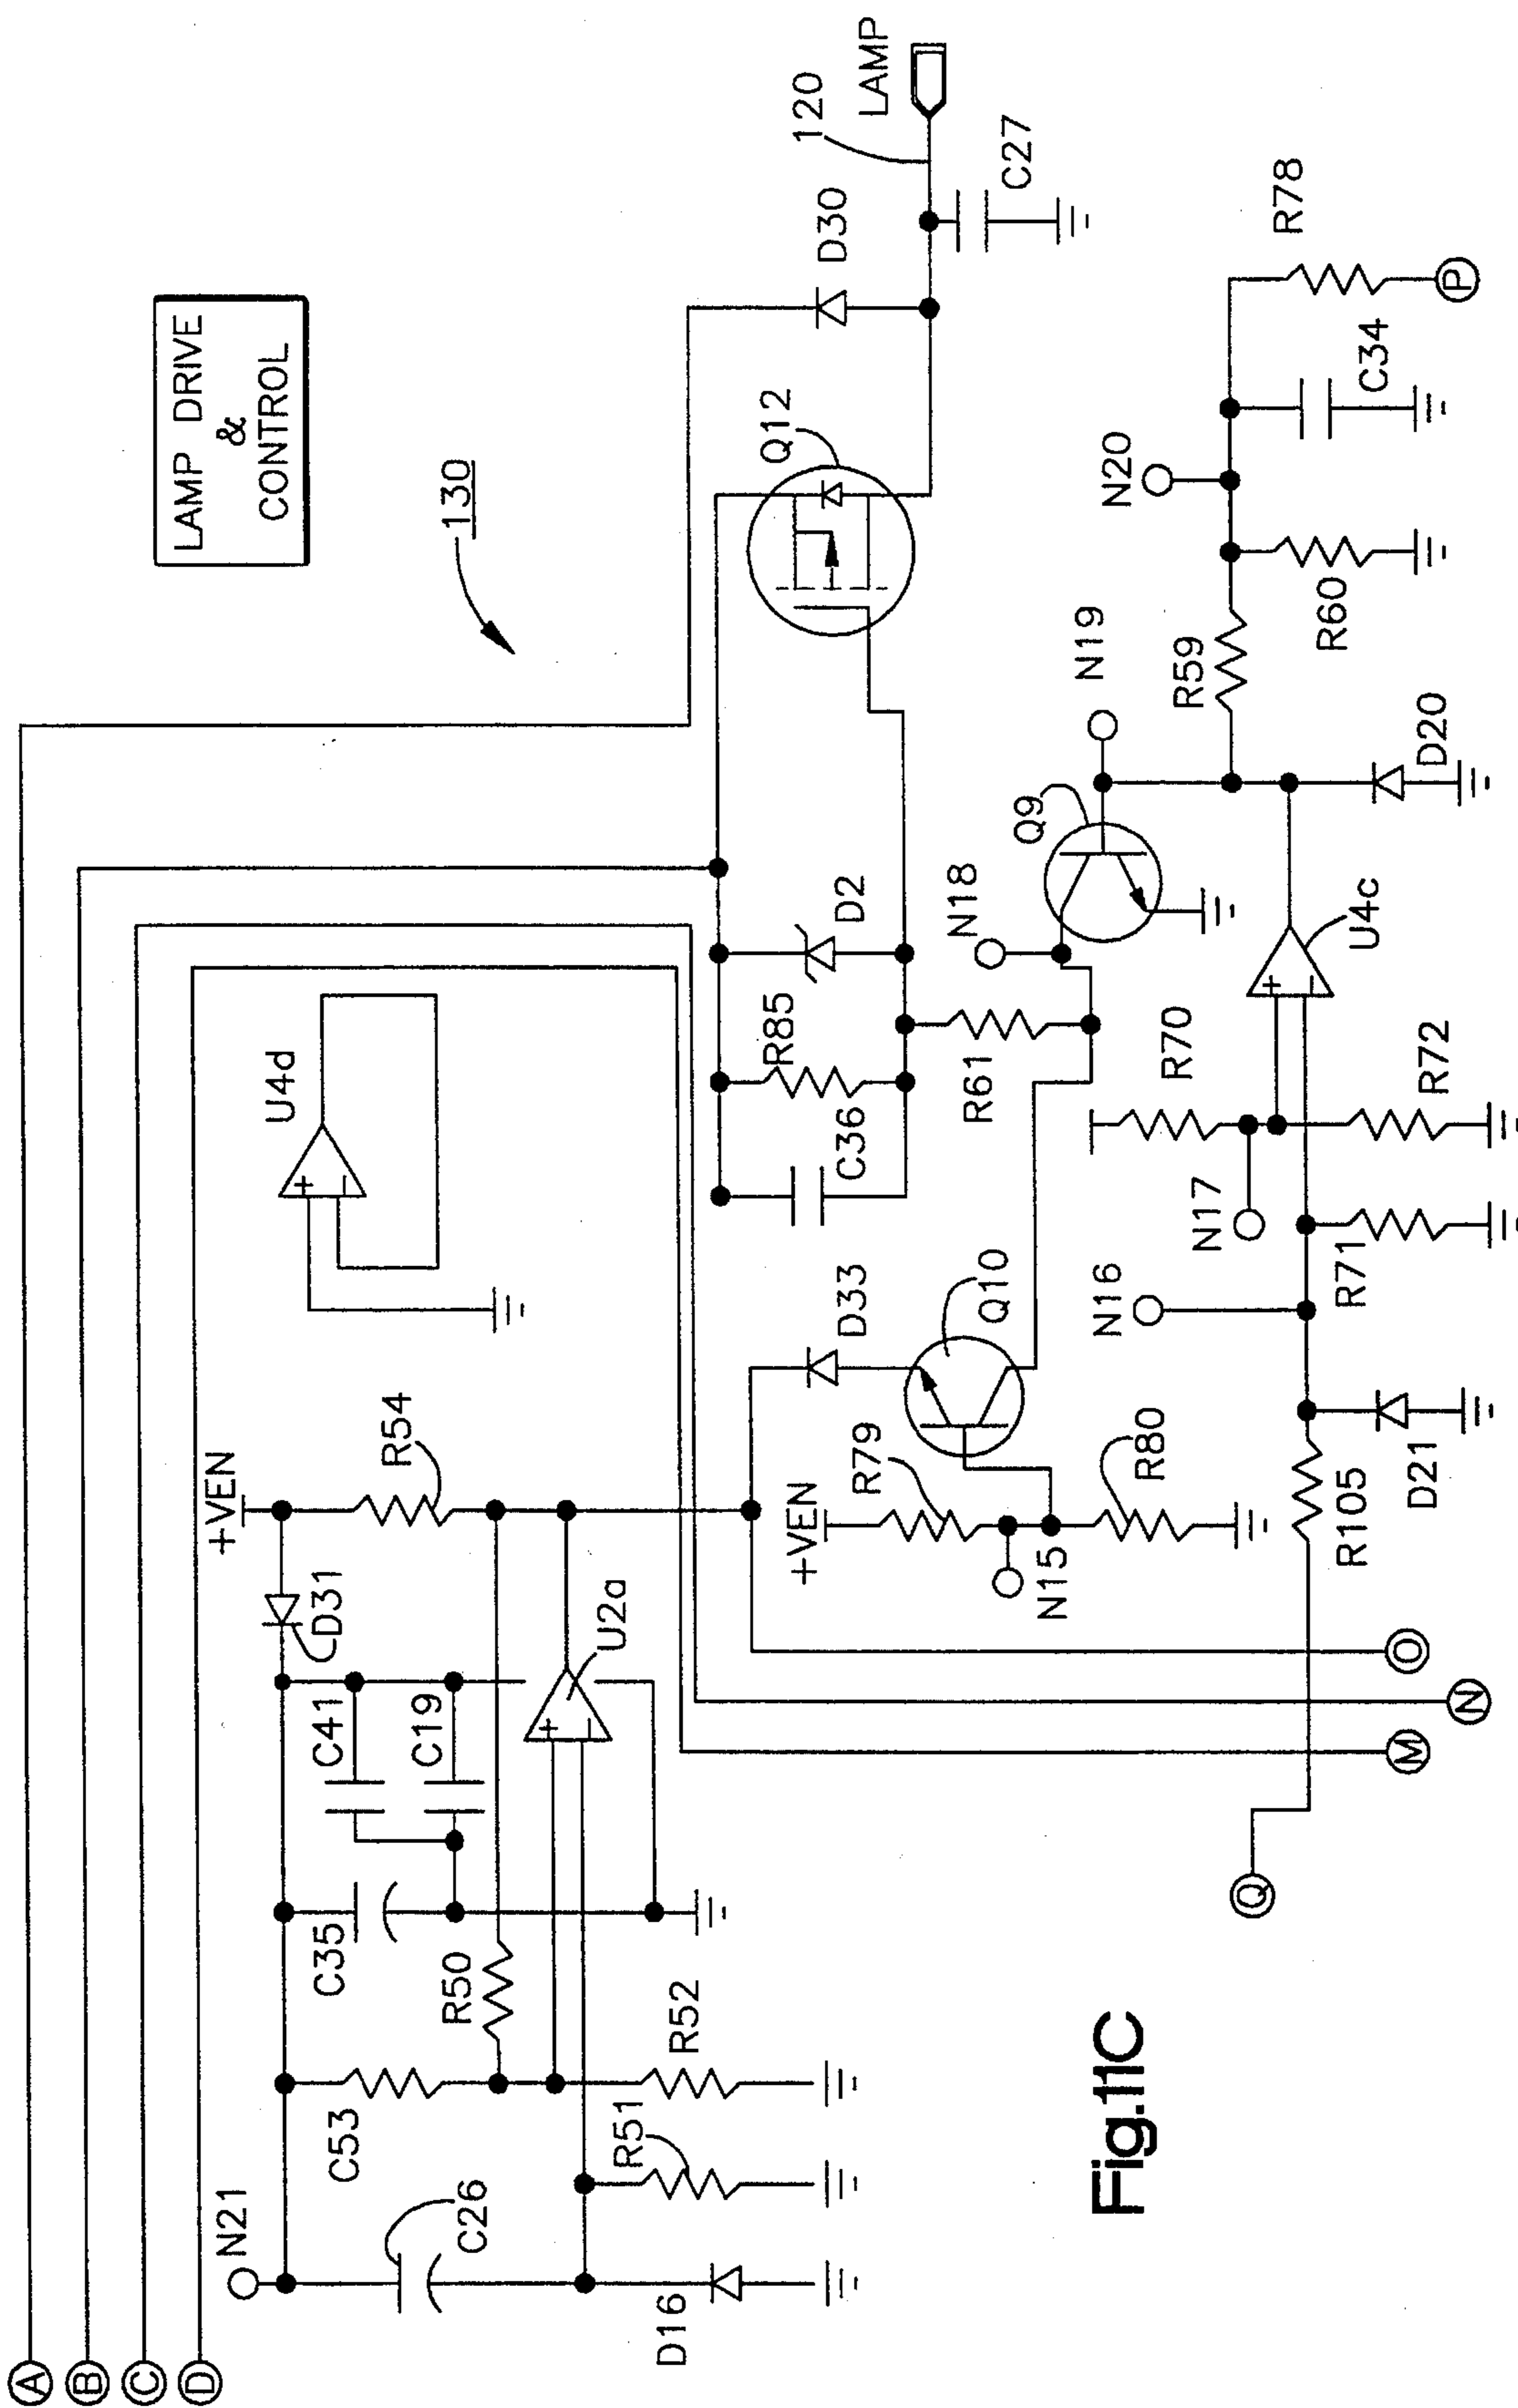 LAMP DRIVE
&
CONTROL
130
A
B
C
D
N21
C26
D16
C53
R51
R52
C35
R50
C41
C19
D31
+VEN
R54
U2a
U4d
C36
R85
D2
Q12
D30
120
LAMP
C27
+VEN
R79
N15
R80
D33
Q10
R61
N18
Q9
N19
R59
N20
R60
C34
R78
P
Q
R105
D21
N16
R71
N17
R70
R72
U4c
D20
M
N
O
Fig.11C